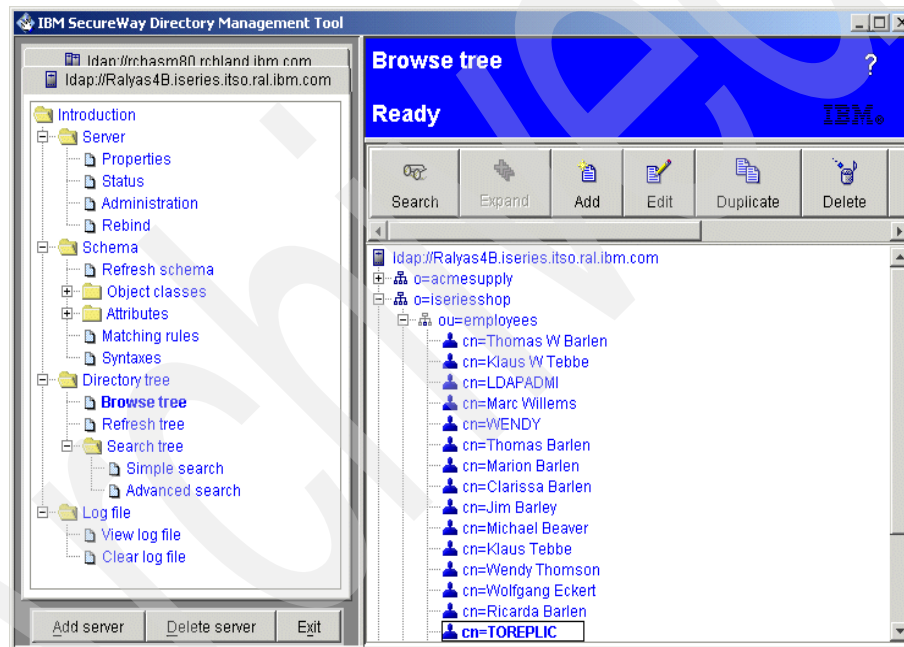 IBM SecureWay Directory Management Tool
ldap://rchasm80.rchland.ibm.com
ldap://Ralyas4B.iseries.itso.ral.ibm.com
Introduction
Server
Properties
Status
Administration
Rebind
Schema
Refresh schema
Object classes
Attributes
Matching rules
Syntaxes
Directory tree
Browse tree
Refresh tree
Search tree
Simple search
Advanced search
Log file
View log file
Clear log file
Add server Delete server Exit
Browse tree ?
Ready IBM®
Search Expand Add Edit Duplicate Delete
ldap://Ralyas4B.iseries.itso.ral.ibm.com
o=acmesupply
o=iseriesshop
ou=employees
cn=Thomas W Barlen
cn=Klaus W Tebbe
cn=LDAPADMI
cn=Marc Willems
cn=WENDY
cn=Thomas Barlen
cn=Marion Barlen
cn=Clarissa Barlen
cn=Jim Barley
cn=Michael Beaver
cn=Klaus Tebbe
cn=Wendy Thomson
cn=Wolfgang Eckert
cn=Ricarda Barlen
cn=TOREPLIC